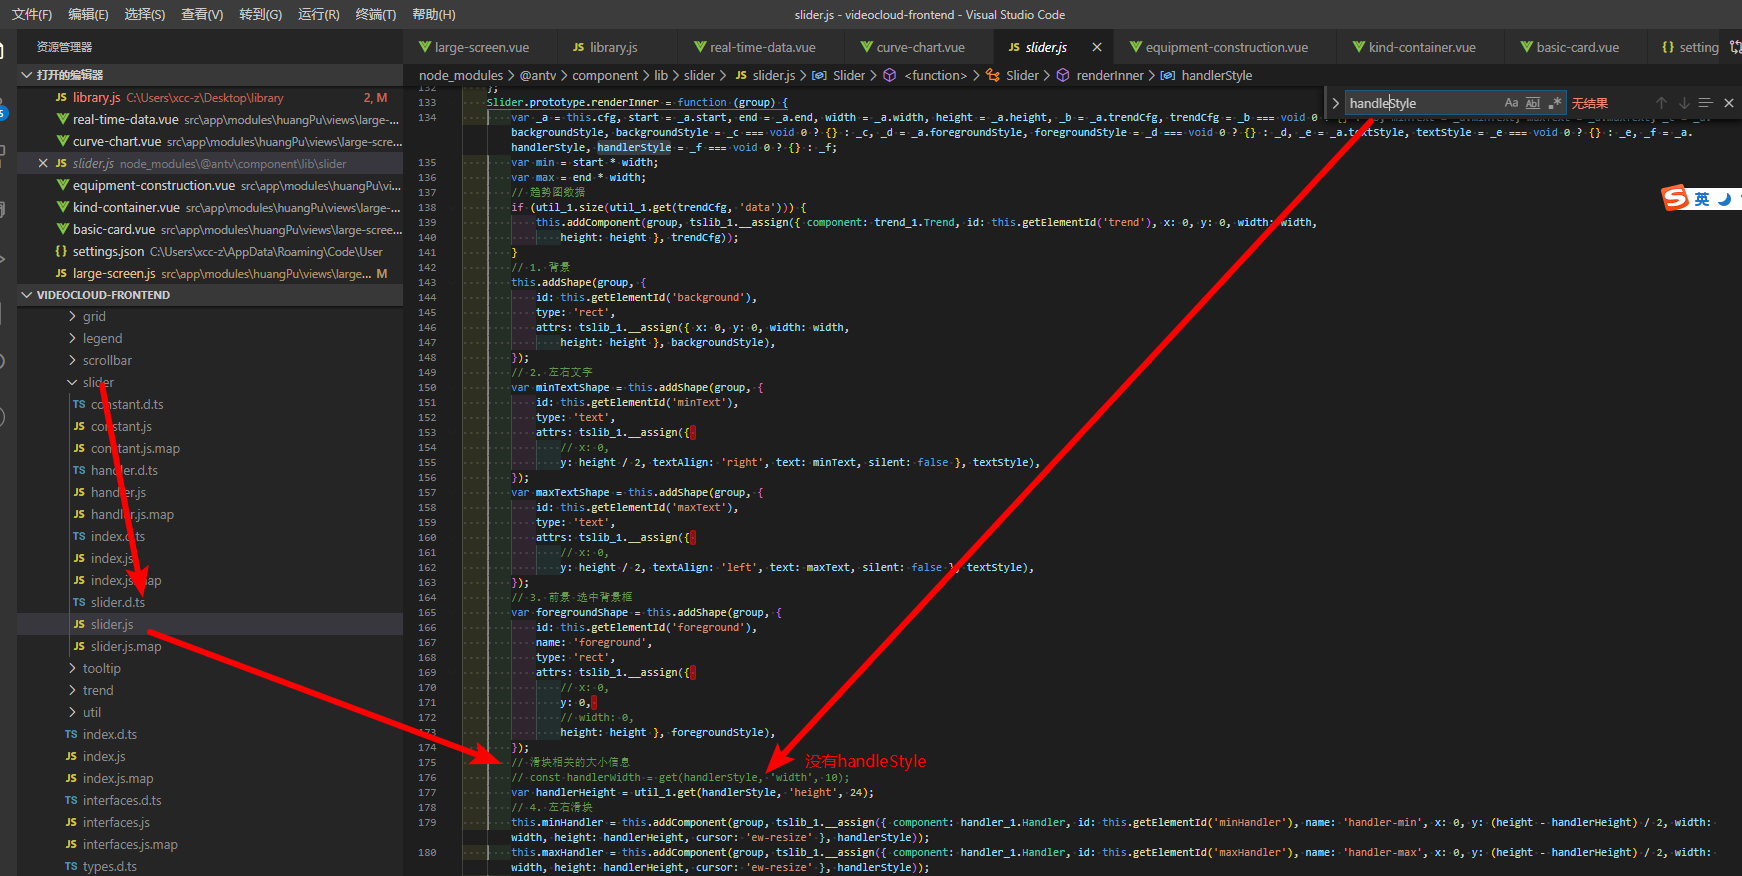 文件(F) 编辑(E) 选择(S) 查看(V) 转到(G) 运行(R) 终端(T) 帮助(H)
slider.js - videocloud-frontend - Visual Studio Code
资源管理器
打开的编辑器
JS library.js C:\Users\xcc-z\Desktop\library 2, M
real-time-data.vue src\app\modules\huangPu\views\large-...
curve-chart.vue src\app\modules\huangPu\views\large-scre...
JS slider.js node_modules\@antv\component\lib\slider
equipment-construction.vue src\app\modules\huangPu\vi...
kind-container.vue src\app\modules\huangPu\views\large-...
basic-card.vue src\app\modules\huangPu\views\large-scree...
{} settings.json C:\Users\xcc-z\AppData\Roaming\Code\User
JS large-screen.js src\app\modules\huangPu\views\large... M
VIDEOCLOUD-FRONTEND
grid
legend
scrollbar
slider
TS constant.d.ts
JS constant.js
JS constant.js.map
TS handler.d.ts
JS handler.js
JS handler.js.map
TS index.d.ts
JS index.js
JS index.js.map
TS slider.d.ts
JS slider.js
JS slider.js.map
tooltip
trend
util
TS index.d.ts
JS index.js
JS index.js.map
TS interfaces.d.ts
JS interfaces.js
JS interfaces.js.map
TS types.d.ts
large-screen.vue JS library.js real-time-data.vue curve-chart.vue JS slider.js equipment-construction.vue kind-container.vue basic-card.vue {} setting
node_modules > @antv > component > lib > slider > JS slider.js > Slider > <function> > Slider > renderInner > handlerStyle
handleStyle Aa Abl .* 无结果
132 };
133 Slider.prototype.renderInner = function (group) {
134 var _a = this.cfg, start = _a.start, end = _a.end, width = _a.width, height = _a.height, _b = _a.trendCfg, trendCfg = _b === void 0 ? {} : _b, minText = _a.minText, maxText = _a.maxText, _c = _a.
backgroundStyle, backgroundStyle = _c === void 0 ? {} : _c, _d = _a.foregroundStyle, foregroundStyle = _d === void 0 ? {} : _d, _e = _a.textStyle, textStyle = _e === void 0 ? {} : _e, _f = _a.
handlerStyle, handlerStyle = _f === void 0 ? {} : _f;
135 var min = start * width;
136 var max = end * width;
137 // 趋势图数据
138 if (util_1.size(util_1.get(trendCfg, 'data'))) {
139 this.addComponent(group, tslib_1.__assign({ component: trend_1.Trend, id: this.getElementId('trend'), x: 0, y: 0, width: width,
140 height: height }, trendCfg));
141 }
142 // 1. 背景
143 this.addShape(group, {
144 id: this.getElementId('background'),
145 type: 'rect',
146 attrs: tslib_1.__assign({ x: 0, y: 0, width: width,
147 height: height }, backgroundStyle),
148 });
149 // 2. 左右文字
150 var minTextShape = this.addShape(group, {
151 id: this.getElementId('minText'),
152 type: 'text',
153 attrs: tslib_1.__assign({
154 // x: 0,
155 y: height / 2, textAlign: 'right', text: minText, silent: false }, textStyle),
156 });
157 var maxTextShape = this.addShape(group, {
158 id: this.getElementId('maxText'),
159 type: 'text',
160 attrs: tslib_1.__assign({
161 // x: 0,
162 y: height / 2, textAlign: 'left', text: maxText, silent: false }, textStyle),
163 });
164 // 3. 前景 选中背景框
165 var foregroundShape = this.addShape(group, {
166 id: this.getElementId('foreground'),
167 name: 'foreground',
168 type: 'rect',
169 attrs: tslib_1.__assign({
170 // x: 0,
171 y: 0,
172 // width: 0,
173 height: height }, foregroundStyle),
174 });
175 // 滑块相关的大小信息
没有handleStyle
176 // const handlerWidth = get(handlerStyle, 'width', 10);
177 var handlerHeight = util_1.get(handlerStyle, 'height', 24);
178 // 4. 左右滑块
179 this.minHandler = this.addComponent(group, tslib_1.__assign({ component: handler_1.Handler, id: this.getElementId('minHandler'), name: 'handler-min', x: 0, y: (height - handlerHeight) / 2, width:
width, height: handlerHeight, cursor: 'ew-resize' }, handlerStyle));
180 this.maxHandler = this.addComponent(group, tslib_1.__assign({ component: handler_1.Handler, id: this.getElementId('maxHandler'), name: 'handler-max', x: 0, y: (height - handlerHeight) / 2, width:
width, height: handlerHeight, cursor: 'ew-resize' }, handlerStyle));
S 英